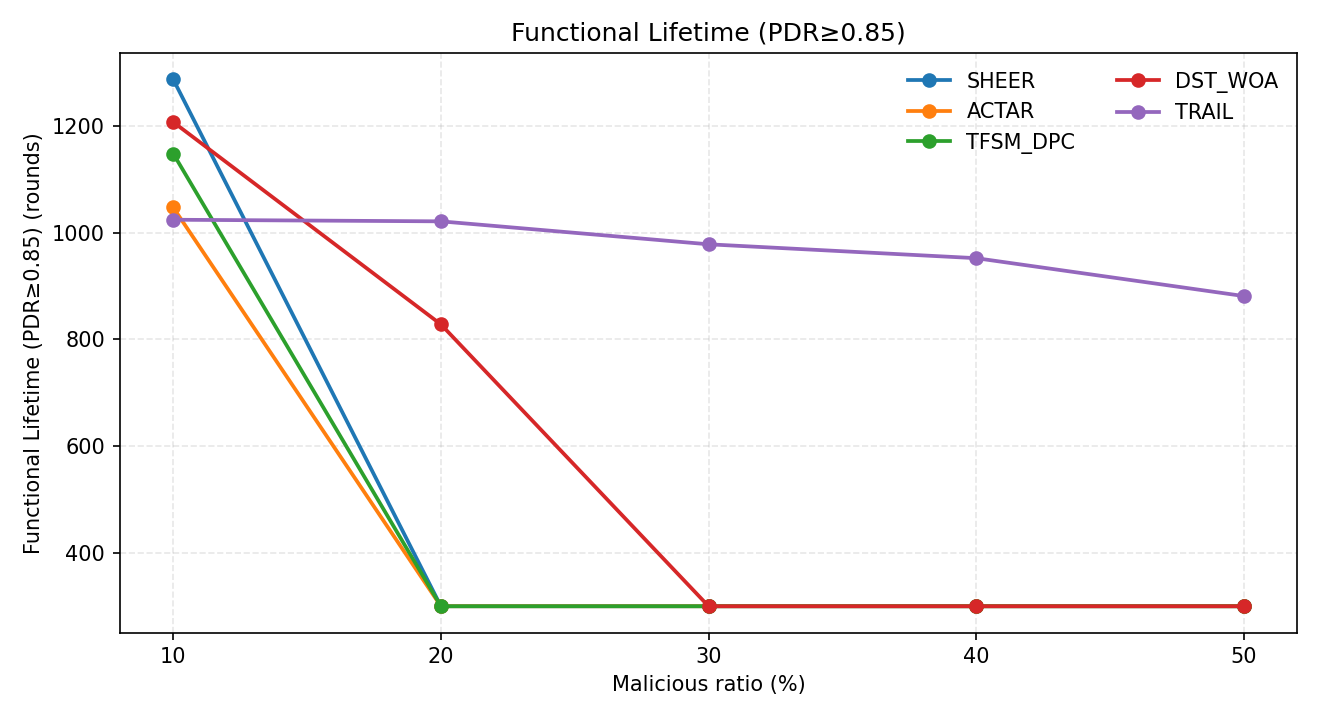 Functional Lifetime (PDR≥0.85)
Functional Lifetime (PDR≥0.85) (rounds)
1200
1000
800
600
400
SHEER
ACTAR
TFSM_DPC
DST_WOA
TRAIL
10 20 30 40 50
Malicious ratio (%)